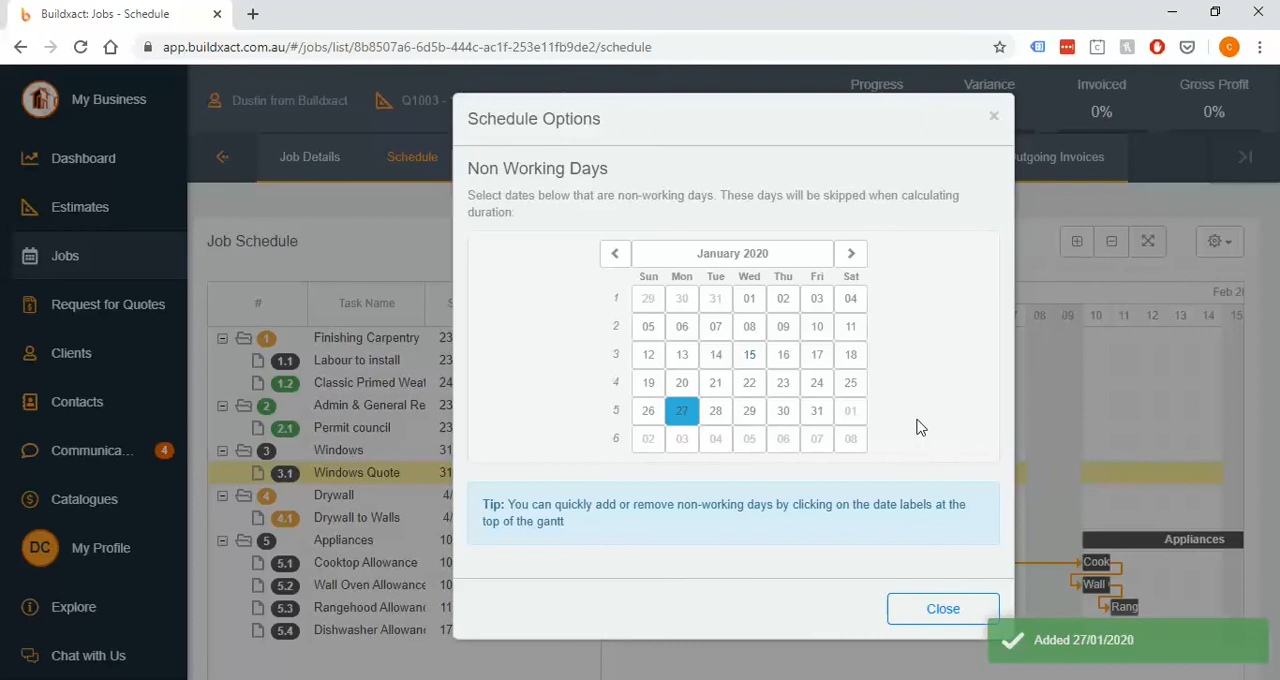 Buildxact: Jobs - Schedule
app.buildxact.com.au/#/jobs/list/8b8507a6-6d5b-444c-ac1f-253e11fb9de2/schedule
C
My Business
Dustin from Buildxact
Q1003 -
Progress
Variance
Invoiced
Gross Profit
0%
0%
Job Details
Schedule
utgoing Invoices
Dashboard
Estimates
Jobs
Request for Quotes
Clients
Contacts
Communica...
4
Catalogues
DC
My Profile
Explore
Chat with Us
Job Schedule
#
Task Name
S
1
Finishing Carpentry
23
1.1
Labour to install
23
1.2
Classic Primed Weat
24
2
Admin & General Re
23
2.1
Permit council
23
3
Windows
31
3.1
Windows Quote
31
4
Drywall
4/
4.1
Drywall to Walls
4/
5
Appliances
10
5.1
Cooktop Allowance
10
5.2
Wall Oven Allowance
10
5.3
Rangehood Allowanc
11
5.4
Dishwasher Allowan
17
Schedule Options
×
Non Working Days
Select dates below that are non-working days. These days will be skipped when calculating
duration:
January 2020
Sun Mon Tue Wed Thu Fri Sat
1 29 30 31 01 02 03 04
2 05 06 07 08 09 10 11
3 12 13 14 15 16 17 18
4 19 20 21 22 23 24 25
5 26 27 28 29 30 31 01
6 02 03 04 05 06 07 08
Tip: You can quickly add or remove non-working days by clicking on the date labels at the
top of the gantt
Close
Feb 2
08 09 10 11 12 13 14 15
Appliances
Cook
Wall
Rang
Added 27/01/2020